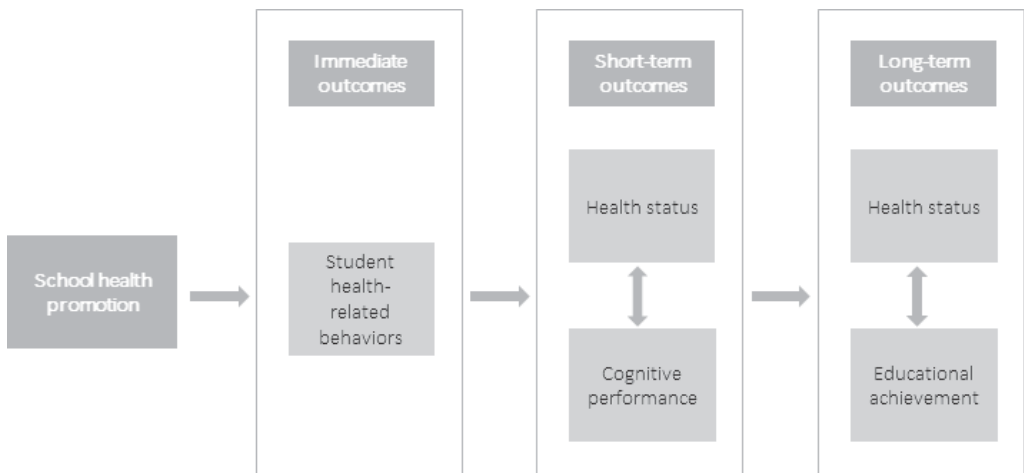 School health
promotion
Immediate
outcomes
Student
health-
related
behaviors
Short-term
outcomes
Health status
Cognitive
performance
Long-term
outcomes
Health status
Educational
achievement